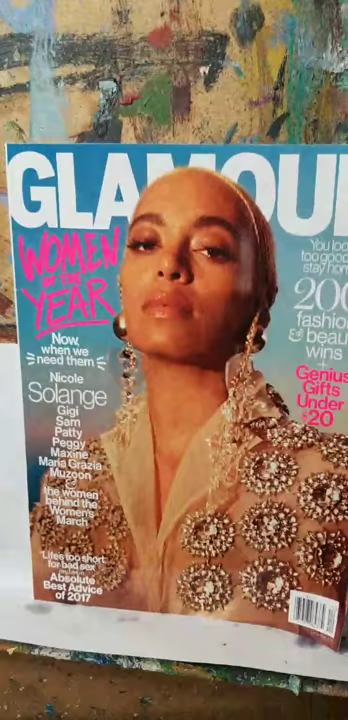 GLAMOU
WOMEN
OF THE
YEAR
Now,
when we
need them
Nicole
Solange
Gigi
Sam
Patty
Peggy
Maxine
Maria Grazia
Muzoon
&
the women
behind the
Women's
March
"Life's too short
for bad sex"
Absolute
Best Advice
of 2017
You loo
too good
stay hom
200
fashion
& beau
wins
Genius
Gifts
Under
$20